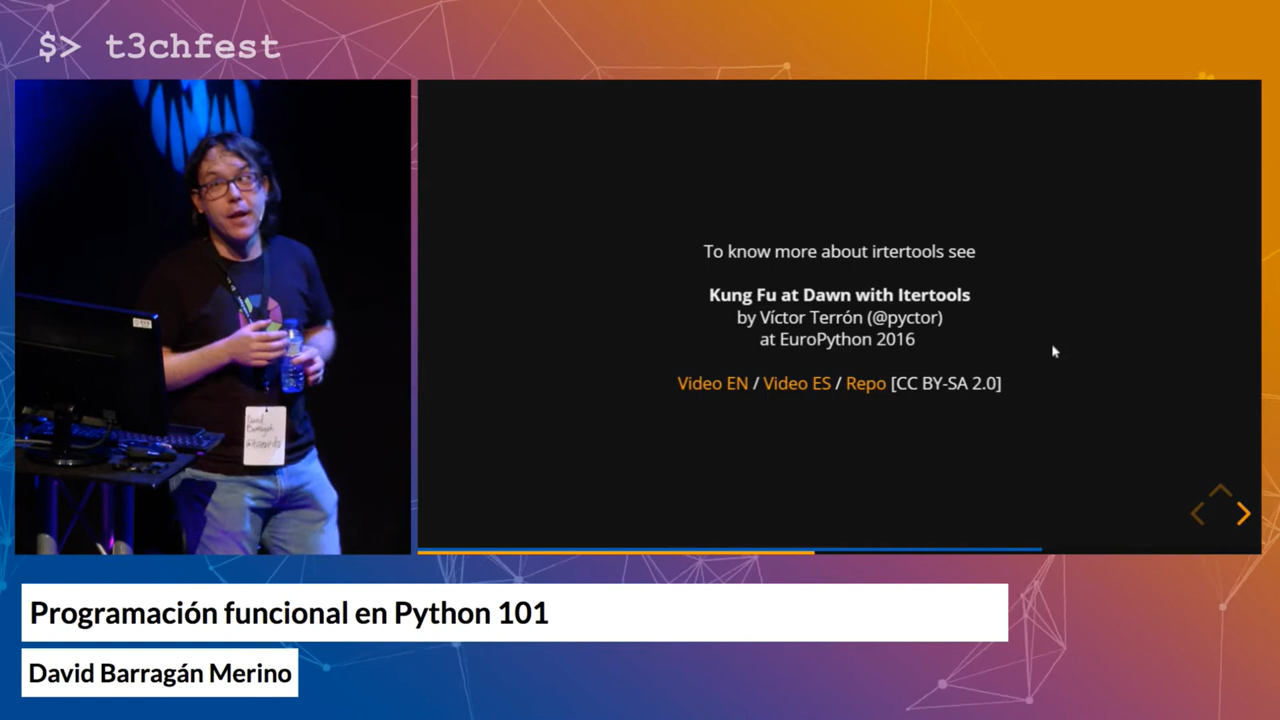 $> t3chfest
To know more about irtertools see
Kung Fu at Dawn with Itertools
by Víctor Terrón (@pyctor)
at EuroPython 2016
Video EN / Video ES / Repo [CC BY-SA 2.0]
David
Barragán
Programación funcional en Python 101
David Barragán Merino